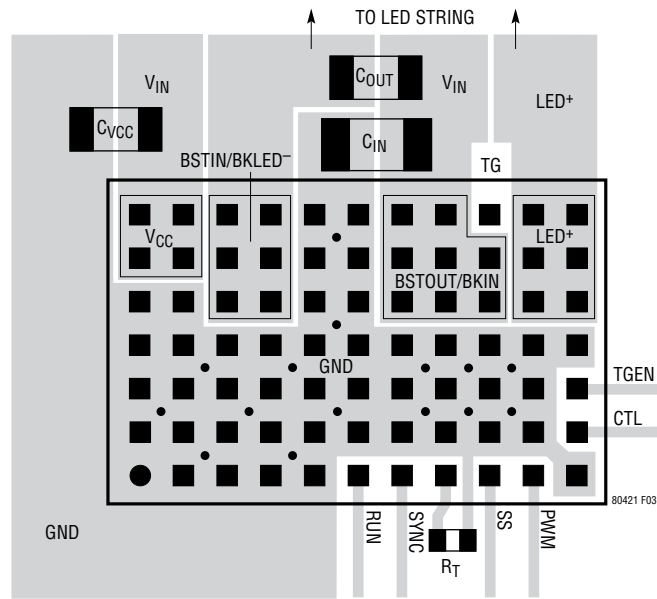 TO LED STRING
COUT
VIN
VIN
LED+
CVCC
CIN
BSTIN/BKLED–
TG
VCC
LED+
BSTOUT/BKIN
GND
TGEN
CTL
80421 F03
GND
RUN
SYNC
RT
SS
PWM